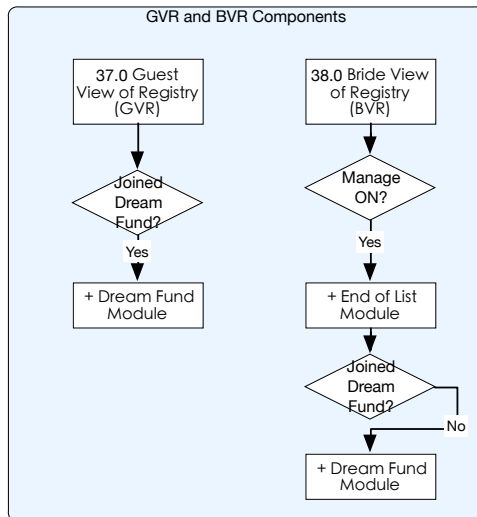 GVR and BVR Components
37.0 Guest
View of Registry
(GVR)
Joined
Dream
Fund?
Yes
+ Dream Fund
Module
38.0 Bride View
of Registry
(BVR)
Manage
ON?
Yes
+ End of List
Module
Joined
Dream
Fund?
No
+ Dream Fund
Module